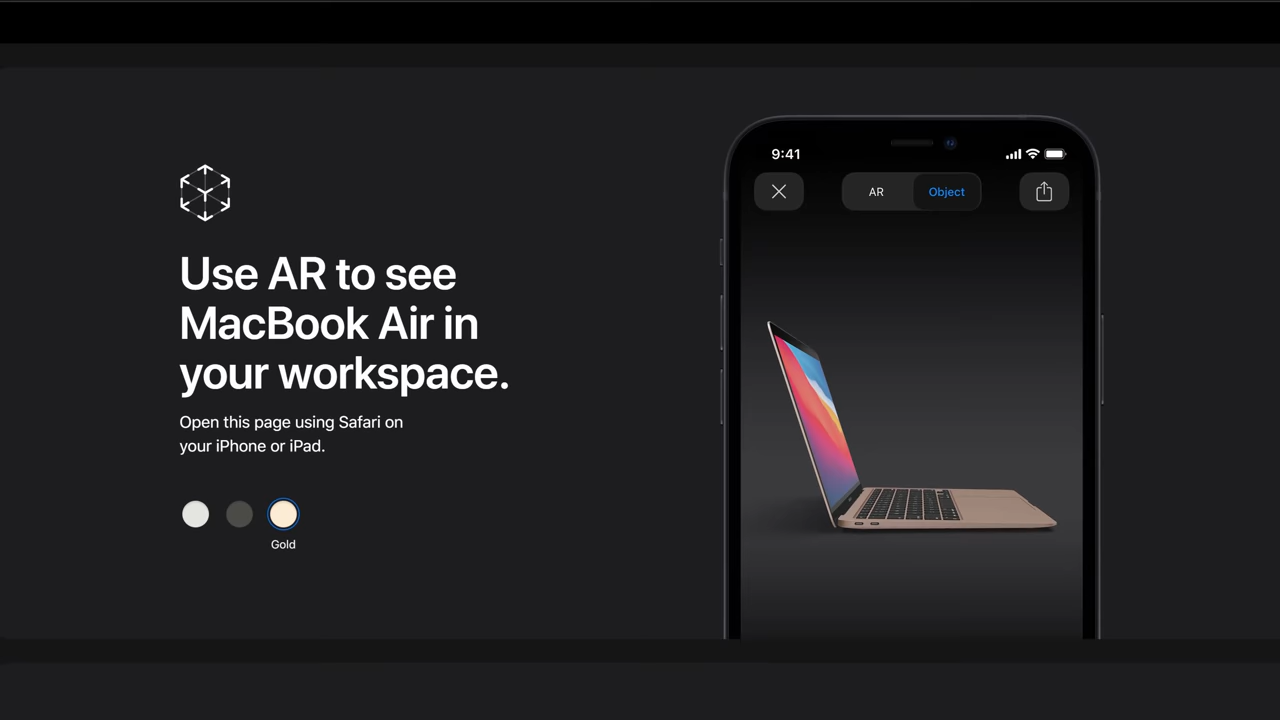 Use AR to see
MacBook Air in
your workspace.
Open this page using Safari on
your iPhone or iPad.
Gold
9:41
AR
Object